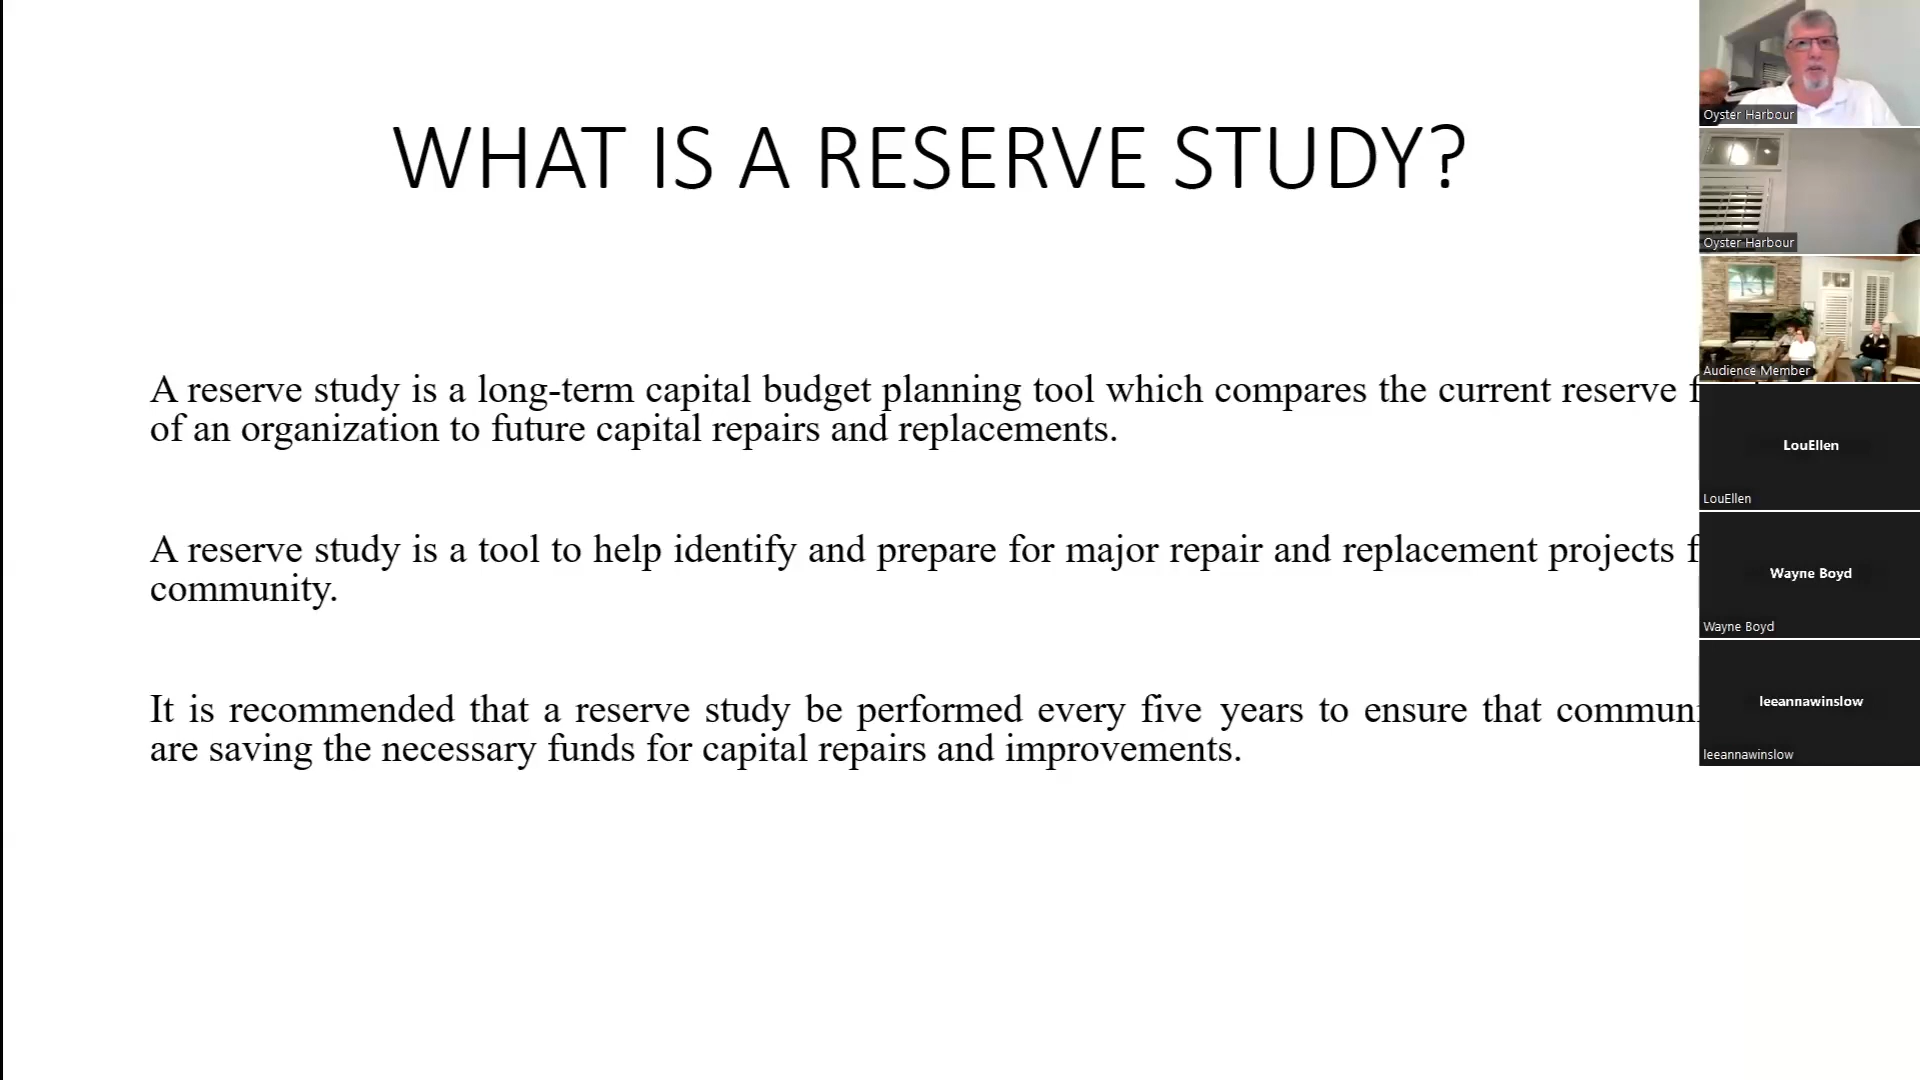 WHAT IS A RESERVE STUDY?
A reserve study is a long-term capital budget planning tool which compares the current reserve
of an organization to future capital repairs and replacements.
A reserve study is a tool to help identify and prepare for major repair and replacement projects
community.
It is recommended that a reserve study be performed every five years to ensure that
are saving the necessary funds for capital repairs and improvements.
Oyster Harbour
Oyster Harbour
Audience Member
LouEllen
LouEllen
Wayne Boyd
Wayne Boyd
leeannawinslow
leeannawinslow